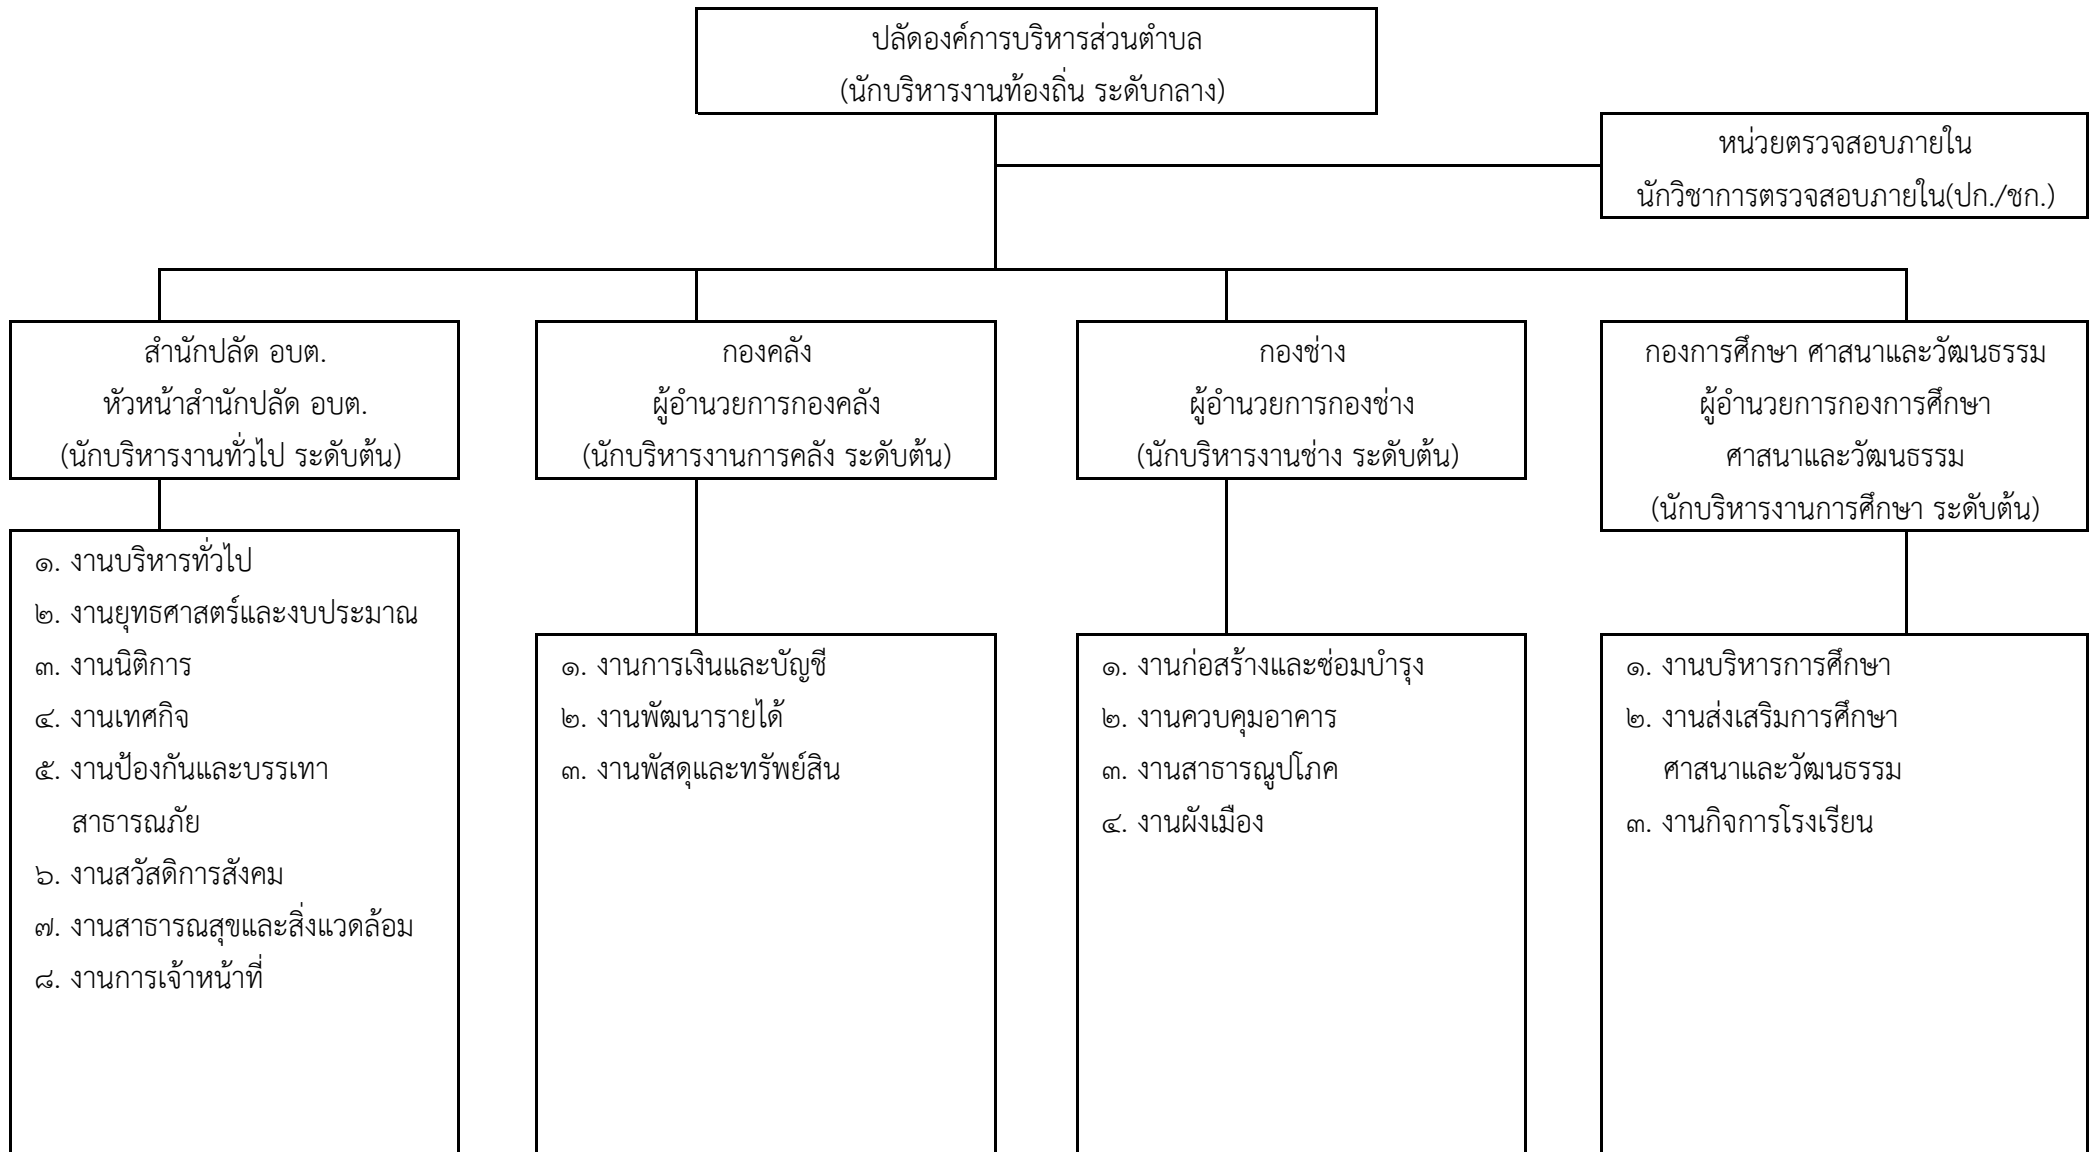 ปลัดองค์การบริหารส่วนตำบล
(นักบริหารงานท้องถิ่น ระดับกลาง)
หน่วยตรวจสอบภายใน
นักวิชาการตรวจสอบภายใน(ปก./ชก.)
สำนักปลัด อบต.
หัวหน้าสำนักปลัด อบต.
(นักบริหารงานทั่วไป ระดับต้น)
กองคลัง
ผู้อำนวยการกองคลัง
(นักบริหารงานการคลัง ระดับต้น)
กองช่าง
ผู้อำนวยการกองช่าง
(นักบริหารงานช่าง ระดับต้น)
กองการศึกษา ศาสนาและวัฒนธรรม
ผู้อำนวยการกองการศึกษา
ศาสนาและวัฒนธรรม
(นักบริหารงานการศึกษา ระดับต้น)
๑. งานบริหารทั่วไป
๒. งานยุทธศาสตร์และงบประมาณ
๓. งานนิติการ
๔. งานเทศกิจ
๕. งานป้องกันและบรรเทา
สาธารณภัย
๖. งานสวัสดิการสังคม
๗. งานสาธารณสุขและสิ่งแวดล้อม
๘. งานการเจ้าหน้าที่
๑. งานการเงินและบัญชี
๒. งานพัฒนารายได้
๓. งานพัสดุและทรัพย์สิน
๑. งานก่อสร้างและซ่อมบำรุง
๒. งานควบคุมอาคาร
๓. งานสาธารณูปโภค
๔. งานผังเมือง
๑. งานบริหารการศึกษา
๒. งานส่งเสริมการศึกษา
ศาสนาและวัฒนธรรม
๓. งานกิจการโรงเรียน